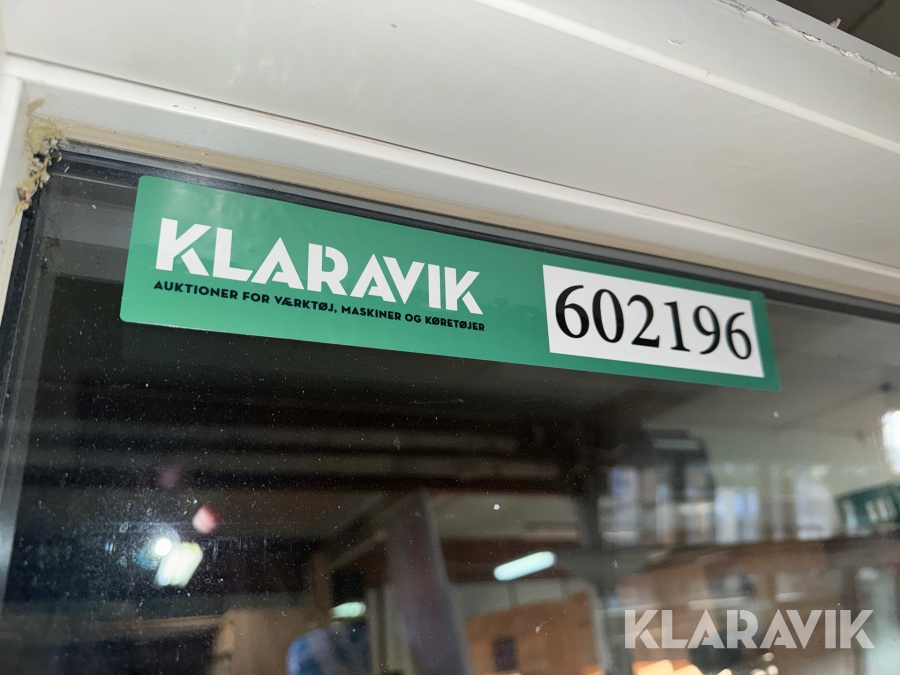 KLARAVIK
AUKTIONER FOR VÆRKTØJ, MASKINER OG KØRETØJER
602196
KLARAVIK